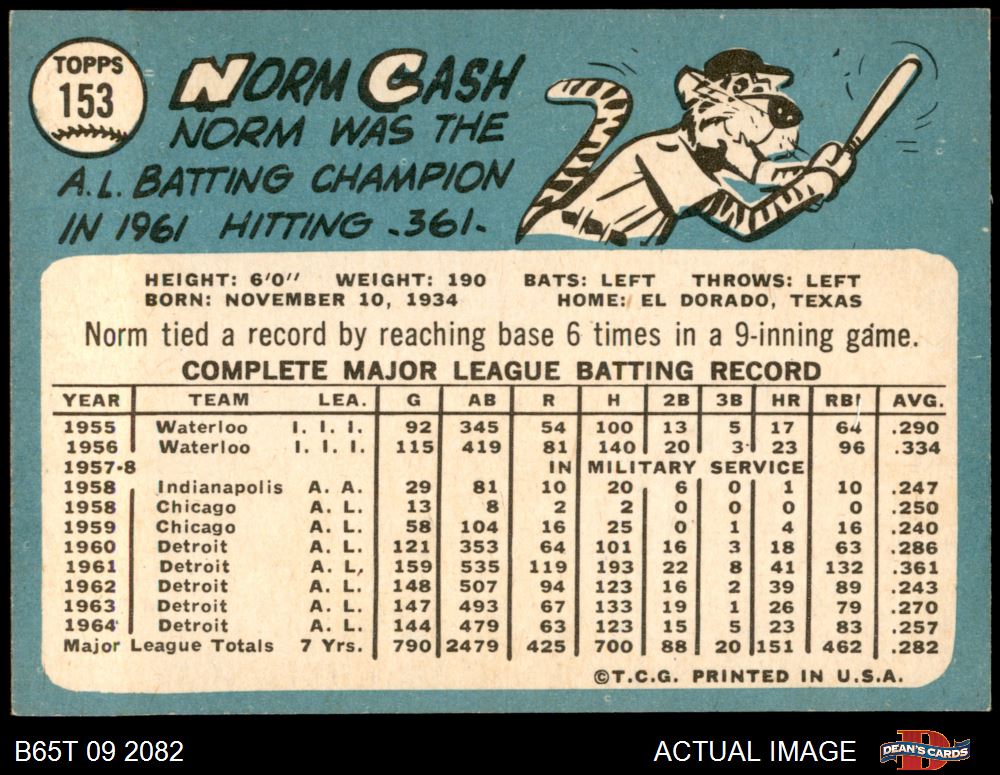 TOPPS
153
NORM CASH
NORM WAS THE
A.L. BATTING CHAMPION
IN 1961 HITTING .361.
HEIGHT: 6'0" WEIGHT: 190 BATS: LEFT THROWS: LEFT
BORN: NOVEMBER 10, 1934 HOME: EL DORADO, TEXAS
Norm tied a record by reaching base 6 times in a 9-inning game.
COMPLETE MAJOR LEAGUE BATTING RECORD
YEAR TEAM LEA. G AB R H 2B 3B HR RBI AVG.
1955 Waterloo I. I. I. 92 345 54 100 13 5 17 64 .290
1956 Waterloo I. I. I. 115 419 81 140 20 3 23 96 .334
1957-8 IN MILITARY SERVICE
1958 Indianapolis A. A. 29 81 10 20 6 0 1 10 .247
1958 Chicago A. L. 13 8 2 2 0 0 0 0 .250
1959 Chicago A. L. 58 104 16 25 0 1 4 16 .240
1960 Detroit A. L. 121 353 64 101 16 3 18 63 .286
1961 Detroit A. L. 159 535 119 193 22 8 41 132 .361
1962 Detroit A. L. 148 507 94 123 16 2 39 89 .243
1963 Detroit A. L. 147 493 67 133 19 1 26 79 .270
1964 Detroit A. L. 144 479 63 123 15 5 23 83 .257
Major League Totals 7 Yrs. 790 2479 425 700 88 20 151 462 .282
©T.C.G. PRINTED IN U.S.A.
B65T 09 2082 ACTUAL IMAGE DEAN'S CARDS